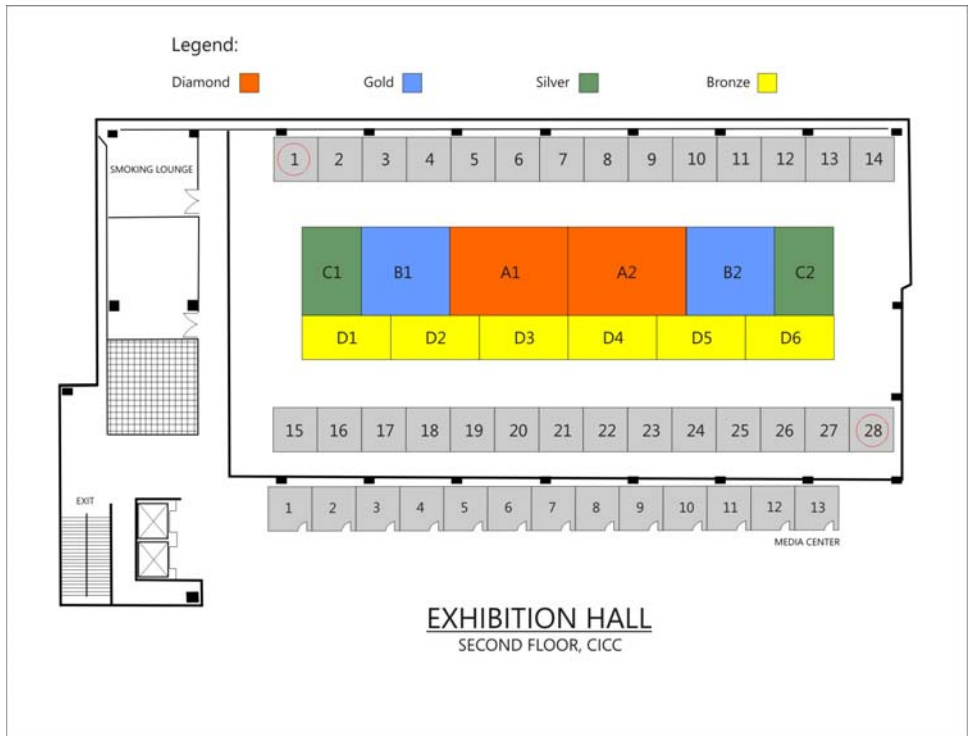 Legend:
Diamond Gold Silver Bronze
SMOKING LOUNGE
1 2 3 4 5 6 7 8 9 10 11 12 13 14
C1 B1 A1 A2 B2 C2
D1 D2 D3 D4 D5 D6
15 16 17 18 19 20 21 22 23 24 25 26 27 28
EXIT
1 2 3 4 5 6 7 8 9 10 11 12 13
MEDIA CENTER
EXHIBITION HALL
SECOND FLOOR, CICC